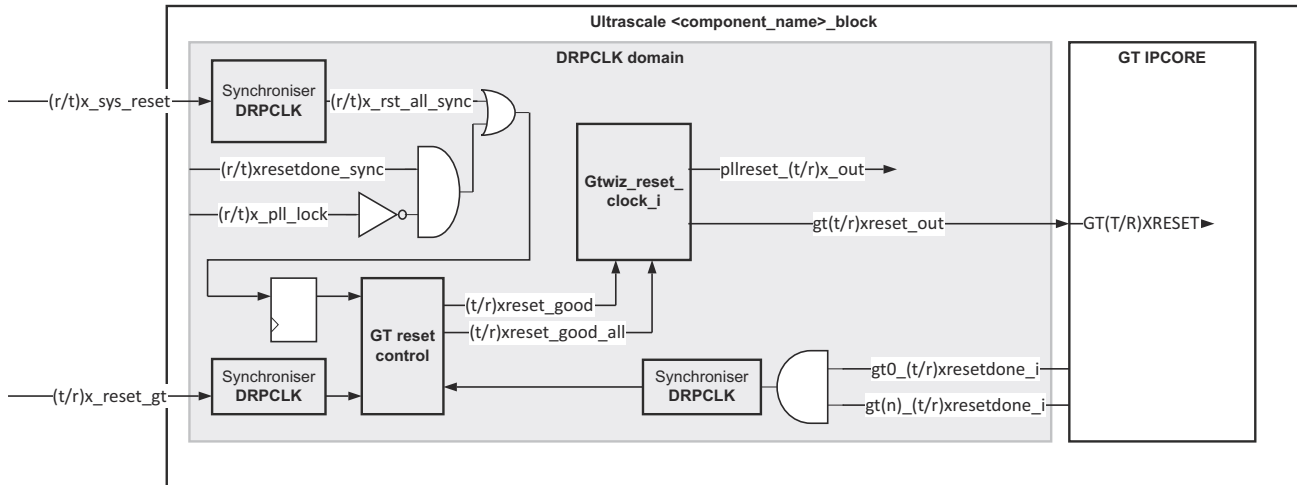 Ultrascale <component_name>_block
DRPCLK domain
GT IPCORE
(r/t)x_sys_reset
Synchroniser
DRPCLK
(r/t)x_rst_all_sync
(r/t)xresetdone_sync
(r/t)x_pll_lock
Gtwiz_reset_
clock_i
pllreset_(t/r)x_out
gt(t/r)xreset_out
GT(T/R)XRESET
GT reset
control
(t/r)xreset_good
(t/r)xreset_good_all
(t/r)x_reset_gt
Synchroniser
DRPCLK
Synchroniser
DRPCLK
gt0_(t/r)xresetdone_i
gt(n)_(t/r)xresetdone_i